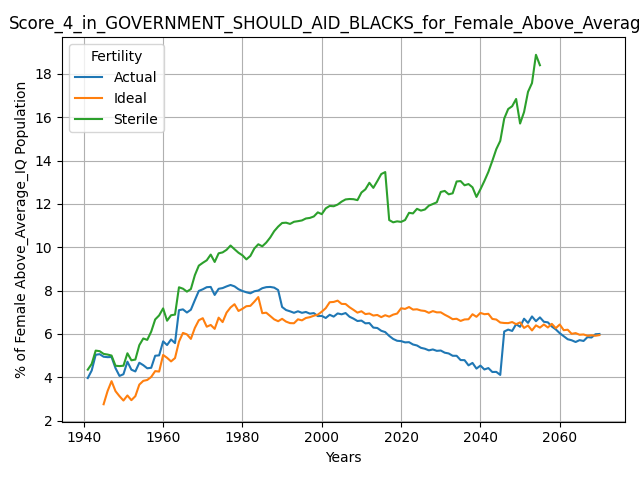 Score_4_in_GOVERNMENT_SHOULD_AID_BLACKS_for_Female_Above_Averag
Fertility
Actual
Ideal
Sterile
% of Female Above_Average_IQ Population
18
16
14
12
10
8
6
4
2
1940 1960 1980 2000 2020 2040 2060
Years